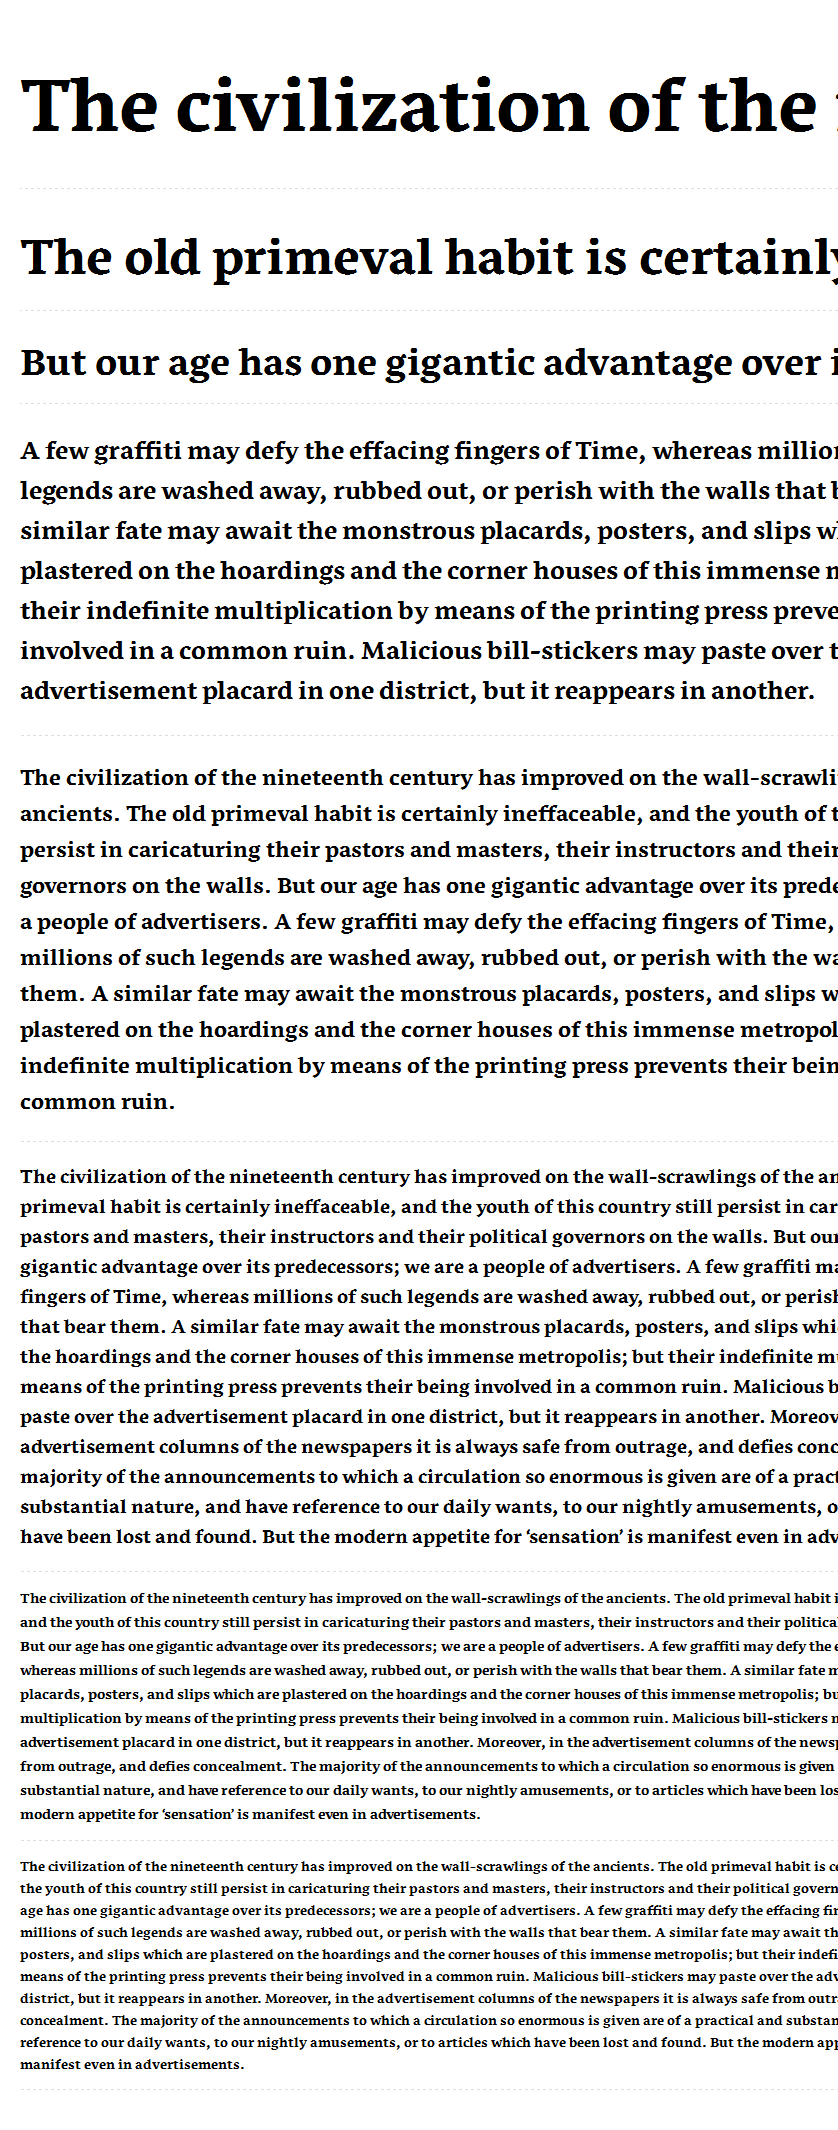 The civilization of the
The old primeval habit is certainly
But our age has one gigantic advantage over
A few graffiti may defy the effacing fingers of Time, whereas
legends are washed away, rubbed out, or perish with the walls that
similar fate may await the monstrous placards, posters, and slips
plastered on the hoardings and the corner houses of this immense
their indefinite multiplication by means of the printing press
involved in a common ruin. Malicious bill-stickers may paste over
advertisement placard in one district, but it reappears in another.
The civilization of the nineteenth century has improved on the
ancients. The old primeval habit is certainly ineffaceable, and the youth of
persist in caricaturing their pastors and masters, their instructors and their
governors on the walls. But our age has one gigantic advantage over its
a people of advertisers. A few graffiti may defy the effacing fingers of Time,
millions of such legends are washed away, rubbed out, or perish with the
them. A similar fate may await the monstrous placards, posters, and slips
plastered on the hoardings and the corner houses of this immense
indefinite multiplication by means of the printing press prevents their
common ruin.
The civilization of the nineteenth century has improved on the wall-scrawlings of the
primeval habit is certainly ineffaceable, and the youth of this country still persist in
pastors and masters, their instructors and their political governors on the walls. But our
gigantic advantage over its predecessors; we are a people of advertisers. A few graffiti
fingers of Time, whereas millions of such legends are washed away, rubbed out, or perish
that bear them. A similar fate may await the monstrous placards, posters, and slips
the hoardings and the corner houses of this immense metropolis; but their indefinite
means of the printing press prevents their being involved in a common ruin. Malicious
paste over the advertisement placard in one district, but it reappears in another.
advertisement columns of the newspapers it is always safe from outrage, and defies
majority of the announcements to which a circulation so enormous is given are of a
substantial nature, and have reference to our daily wants, to our nightly amusements,
have been lost and found. But the modern appetite for ‘sensation’ is manifest even in
The civilization of the nineteenth century has improved on the wall-scrawlings of the ancients. The old primeval habit
and the youth of this country still persist in caricaturing their pastors and masters, their instructors and their
But our age has one gigantic advantage over its predecessors; we are a people of advertisers. A few graffiti may defy the
whereas millions of such legends are washed away, rubbed out, or perish with the walls that bear them. A similar fate
placards, posters, and slips which are plastered on the hoardings and the corner houses of this immense metropolis;
multiplication by means of the printing press prevents their being involved in a common ruin. Malicious bill-stickers
advertisement placard in one district, but it reappears in another. Moreover, in the advertisement columns of the
from outrage, and defies concealment. The majority of the announcements to which a circulation so enormous is given
substantial nature, and have reference to our daily wants, to our nightly amusements, or to articles which have been
modern appetite for ‘sensation’ is manifest even in advertisements.
The civilization of the nineteenth century has improved on the wall-scrawlings of the ancients. The old primeval habit is
the youth of this country still persist in caricaturing their pastors and masters, their instructors and their political
age has one gigantic advantage over its predecessors; we are a people of advertisers. A few graffiti may defy the effacing
millions of such legends are washed away, rubbed out, or perish with the walls that bear them. A similar fate may await
posters, and slips which are plastered on the hoardings and the corner houses of this immense metropolis; but their
means of the printing press prevents their being involved in a common ruin. Malicious bill-stickers may paste over the
district, but it reappears in another. Moreover, in the advertisement columns of the newspapers it is always safe from
concealment. The majority of the announcements to which a circulation so enormous is given are of a practical and
reference to our daily wants, to our nightly amusements, or to articles which have been lost and found. But the modern
manifest even in advertisements.